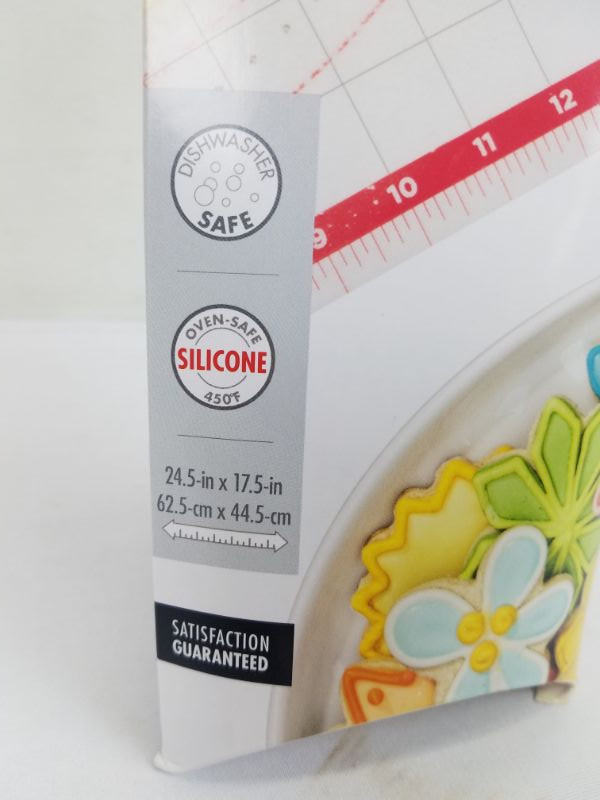 DISHWASHER
SAFE
9 10 11 12
OVEN-SAFE
SILICONE
450°F
24.5-in x 17.5-in
62.5-cm x 44.5-cm
SATISFACTION
GUARANTEED